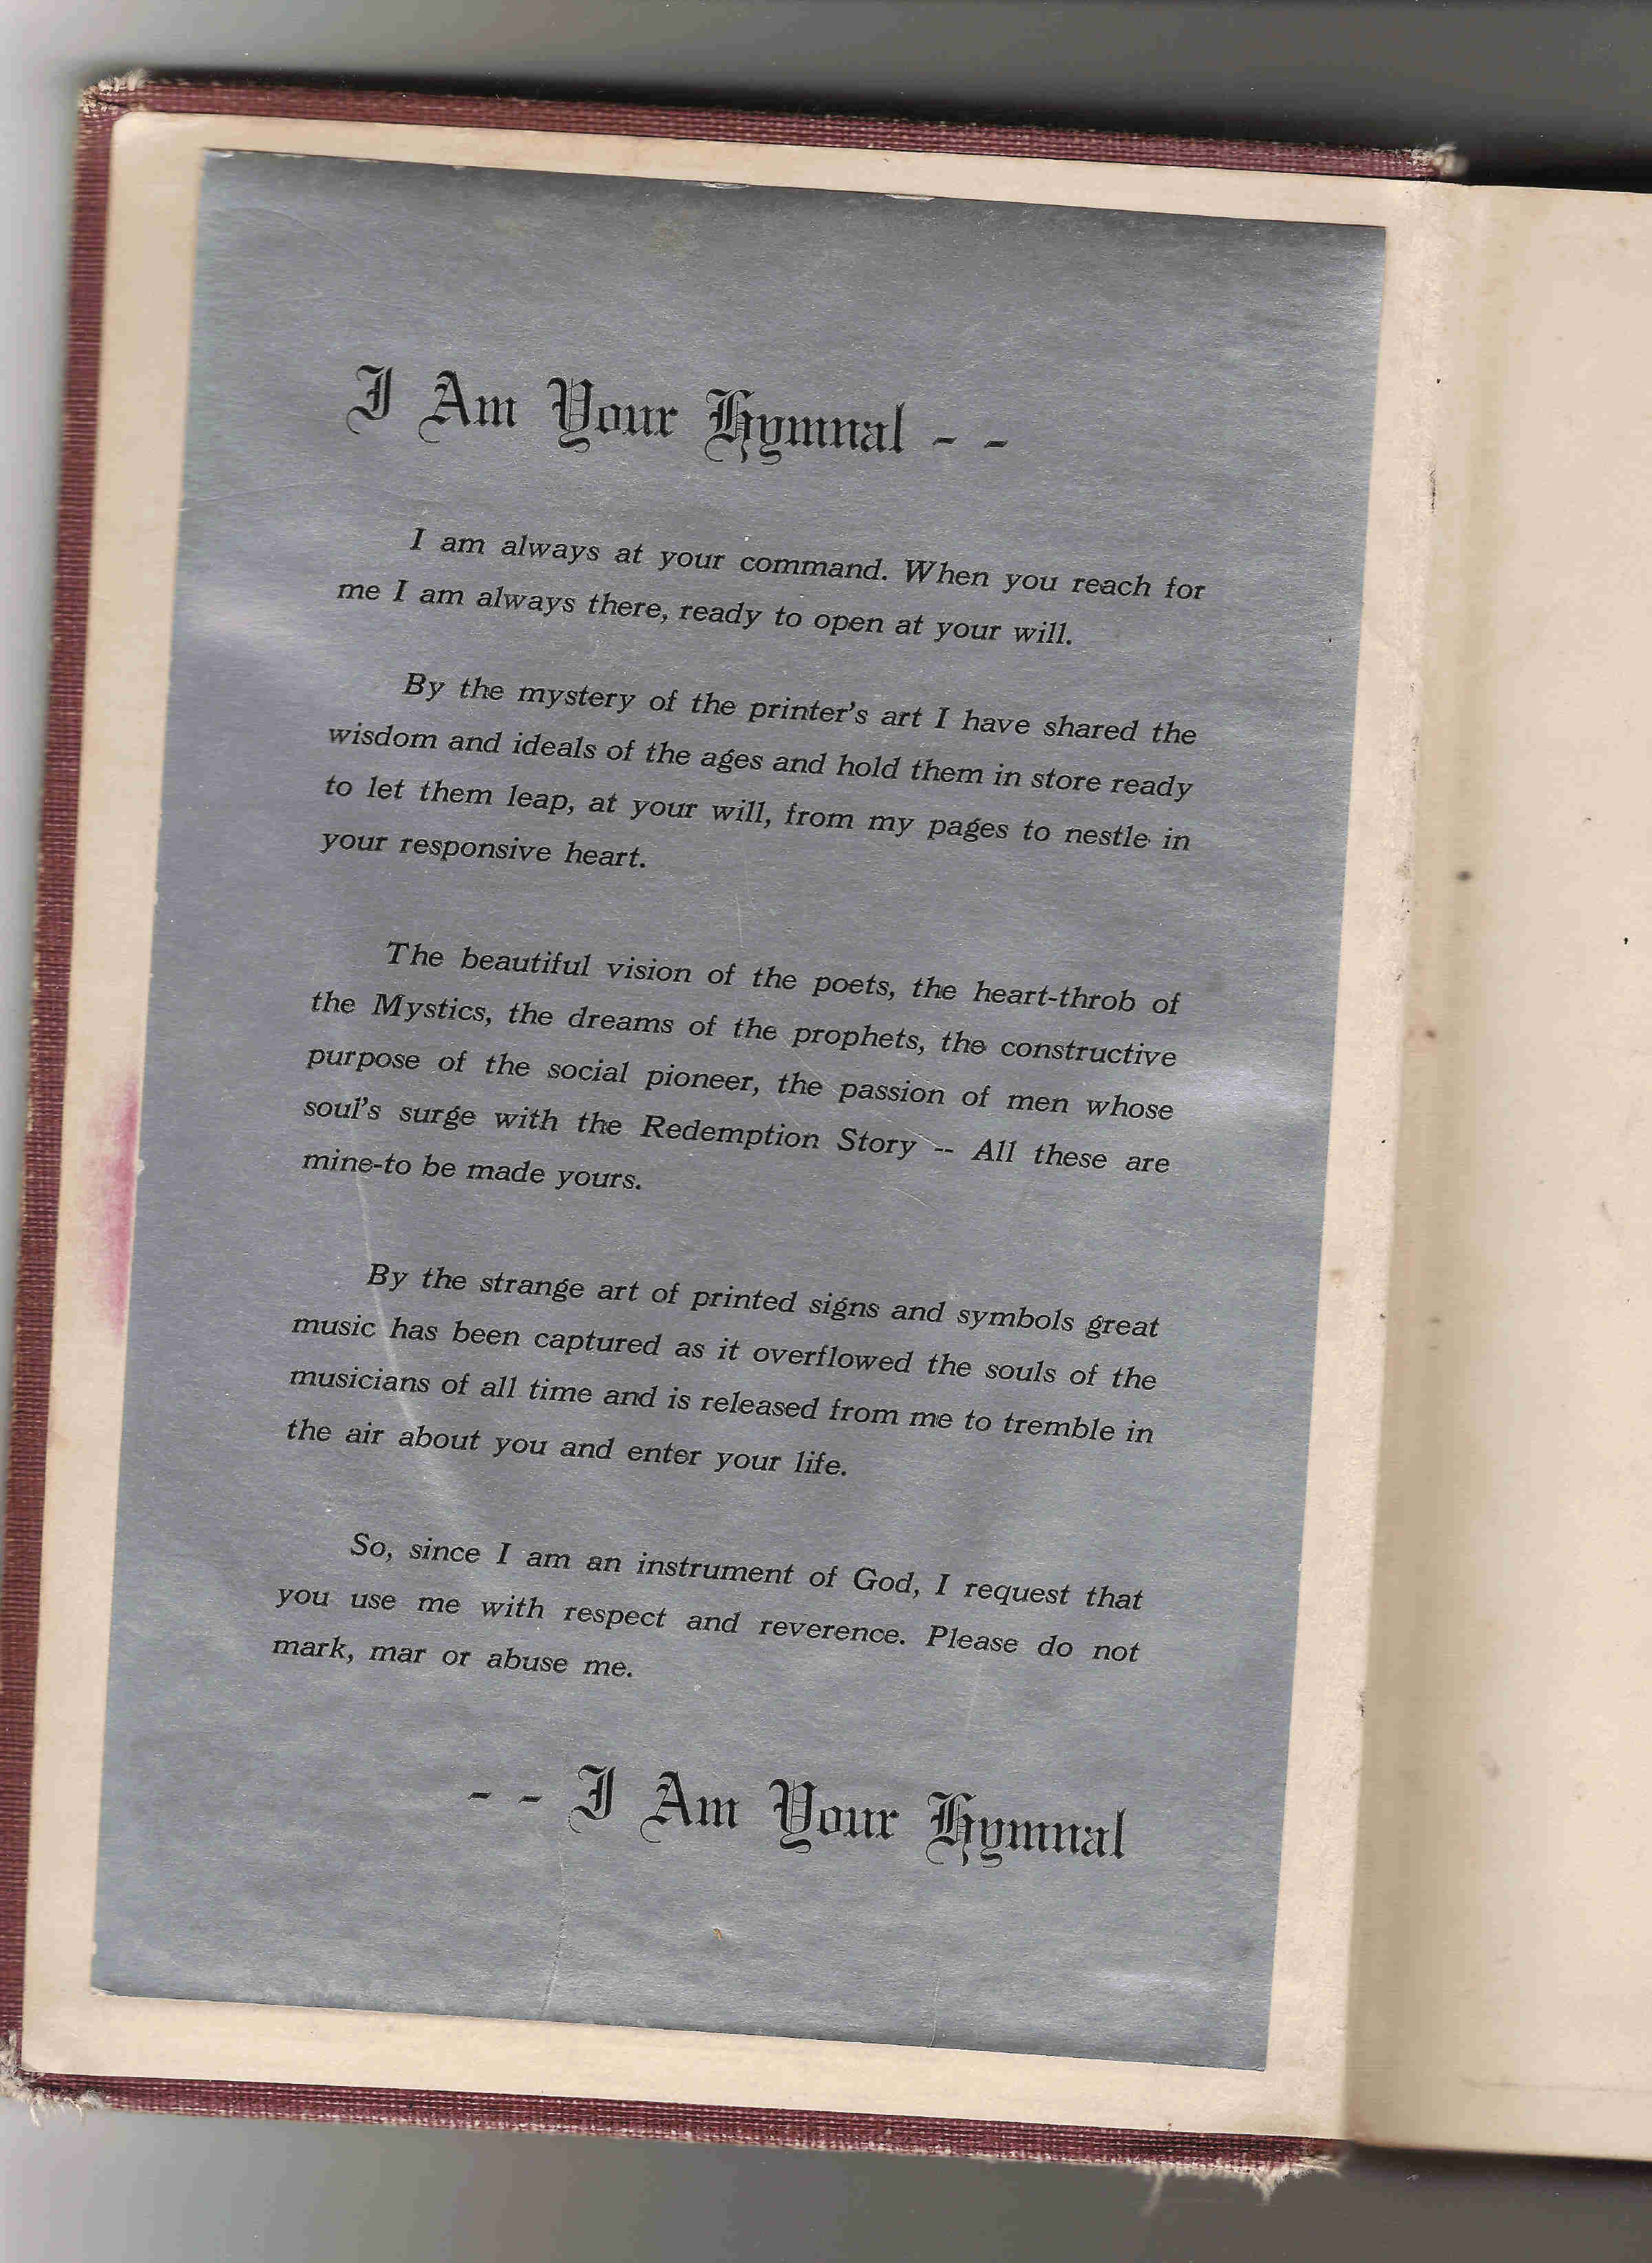 I Am Your Hymnal - -
I am always at your command. When you reach for
me I am always there, ready to open at your will.
By the mystery of the printer's art I have shared the
wisdom and ideals of the ages and hold them in store ready
to let them leap, at your will, from my pages to nestle in
your responsive heart.
The beautiful vision of the poets, the heart-throb of
the Mystics, the dreams of the prophets, the constructive
purpose of the social pioneer, the passion of men whose
soul's surge with the Redemption Story -- All these are
mine-to be made yours.
By the strange art of printed signs and symbols great
music has been captured as it overflowed the souls of the
musicians of all time and is released from me to tremble in
the air about you and enter your life.
So, since I am an instrument of God, I request that
you use me with respect and reverence. Please do not
mark, mar or abuse me.
- - I Am Your Hymnal